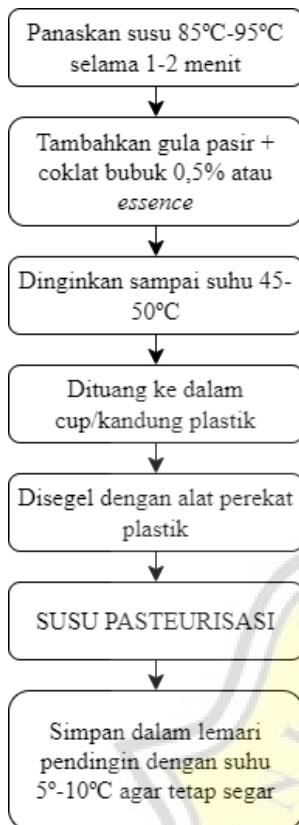 Panaskan susu 85ºC-95ºC
selama 1-2 menit
Tambahkan gula pasir +
coklat bubuk 0,5% atau
essence
Dinginkan sampai suhu 45-
50ºC
Dituang ke dalam
cup/kandung plastik
Disegel dengan alat perekat
plastik
SUSU PASTEURISASI
Simpan dalam lemari
pendingin dengan suhu
5º-10ºC agar tetap segar